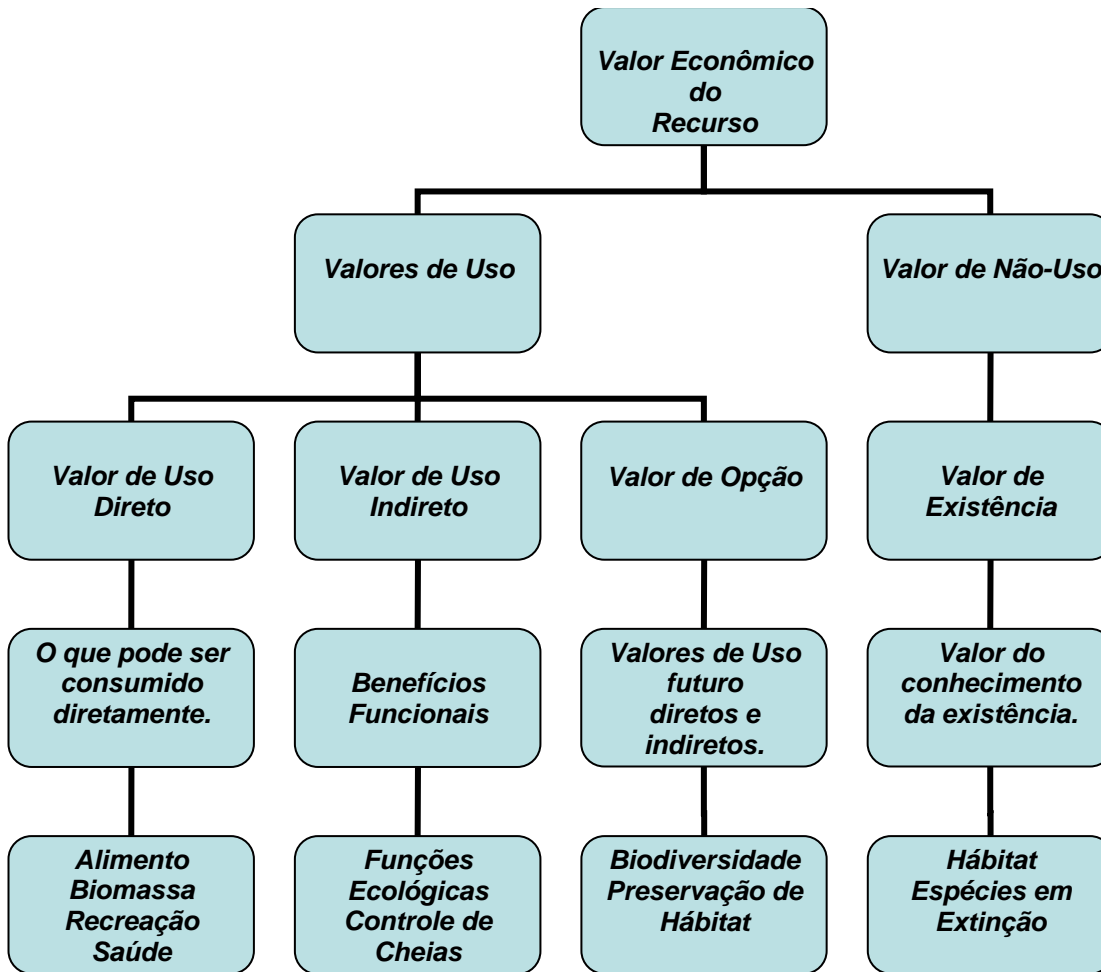 Valor Econômico
do
Recurso
Valores de Uso
Valor de Não-Uso
Valor de Uso
Direto
Valor de Uso
Indireto
Valor de Opção
Valor de
Existência
O que pode ser
consumido
diretamente.
Benefícios
Funcionais
Valores de Uso
futuro
diretos e
indiretos.
Valor do
conhecimento
da existência.
Alimento
Biomassa
Recreação
Saúde
Funções
Ecológicas
Controle de
Cheias
Biodiversidade
Preservação de
Hábitat
Hábitat
Espécies em
Extinção